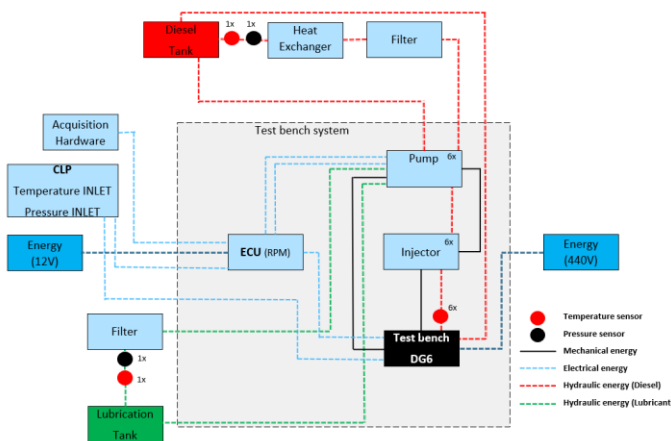 1x
1x
Diesel
Tank
Heat
Exchanger
Filter
Acquisition
Hardware
Test bench system
CLP
Temperature INLET
Pressure INLET
Pump
6x
Energy
(12V)
ECU (RPM)
Injector
6x
Energy
(440V)
6x
Filter
1x
1x
Test bench
DG6
Lubrication
Tank
Temperature sensor
Pressure sensor
Mechanical energy
Electrical energy
Hydraulic energy (Diesel)
Hydraulic energy (Lubricant